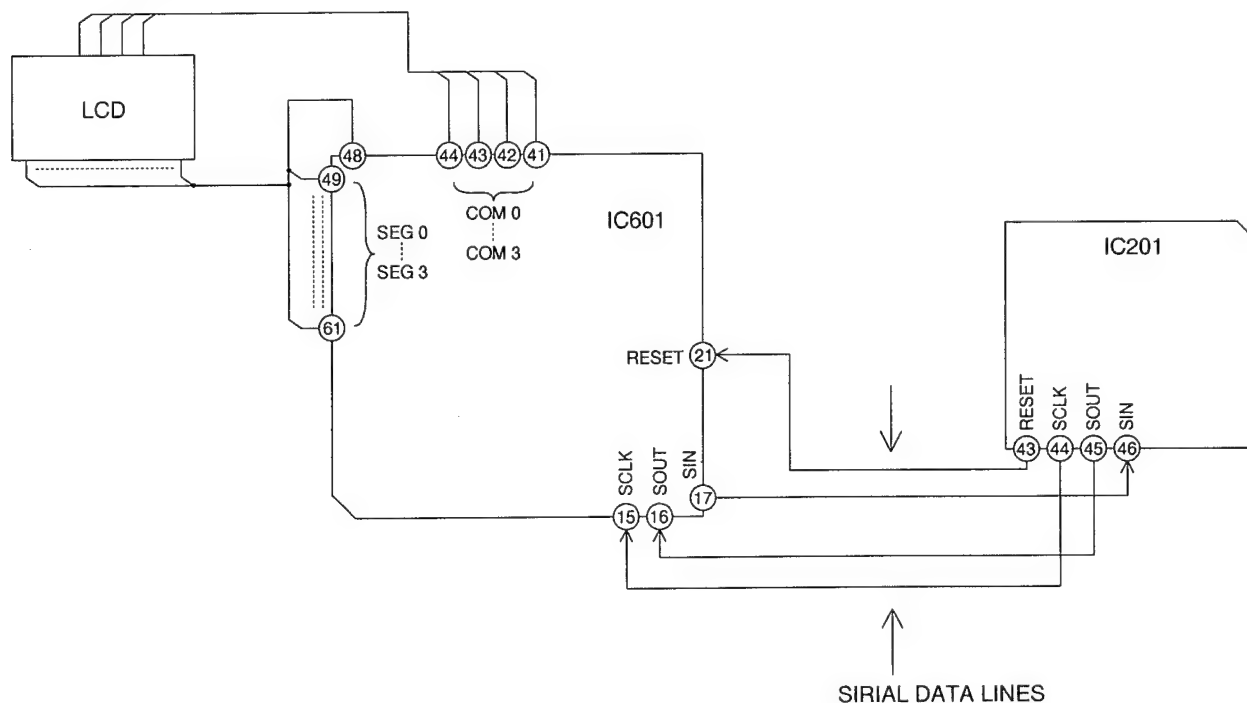 LCD
48
44 43 42 41
49
COM 0
COM 3
SEG 0
SEG 3
IC601
IC201
61
RESET 21
RESET
SCLK
SOUT
SIN
43 44 45 46
SCLK
SOUT
SIN
17
15 16
SIRIAL DATA LINES